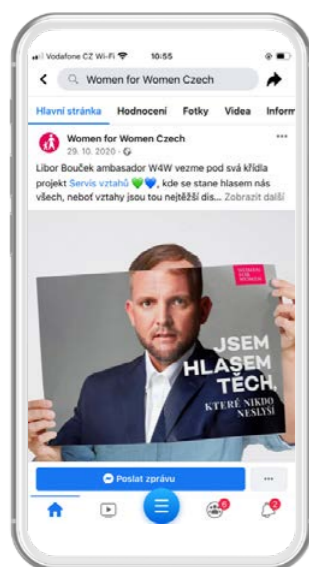 Vodafone CZ Wi-Fi 10:55
Women for Women Czech
Hlavní stránka Hodnocení Fotky Videa Inform
Women for Women Czech
29. 10. 2020
Libor Bouček ambasador W4W vezme pod svá křídla
projekt Servis vztahů 💚💙, kde se stane hlasem nás
všech, neboť vztahy jsou tou nejtěžší dis... Zobrazit další
WOMEN
FOR
WOMEN
JSEM
HLASEM
TĚCH,
KTERÉ NIKDO
NESLYŠÍ
Poslat zprávu
6
2